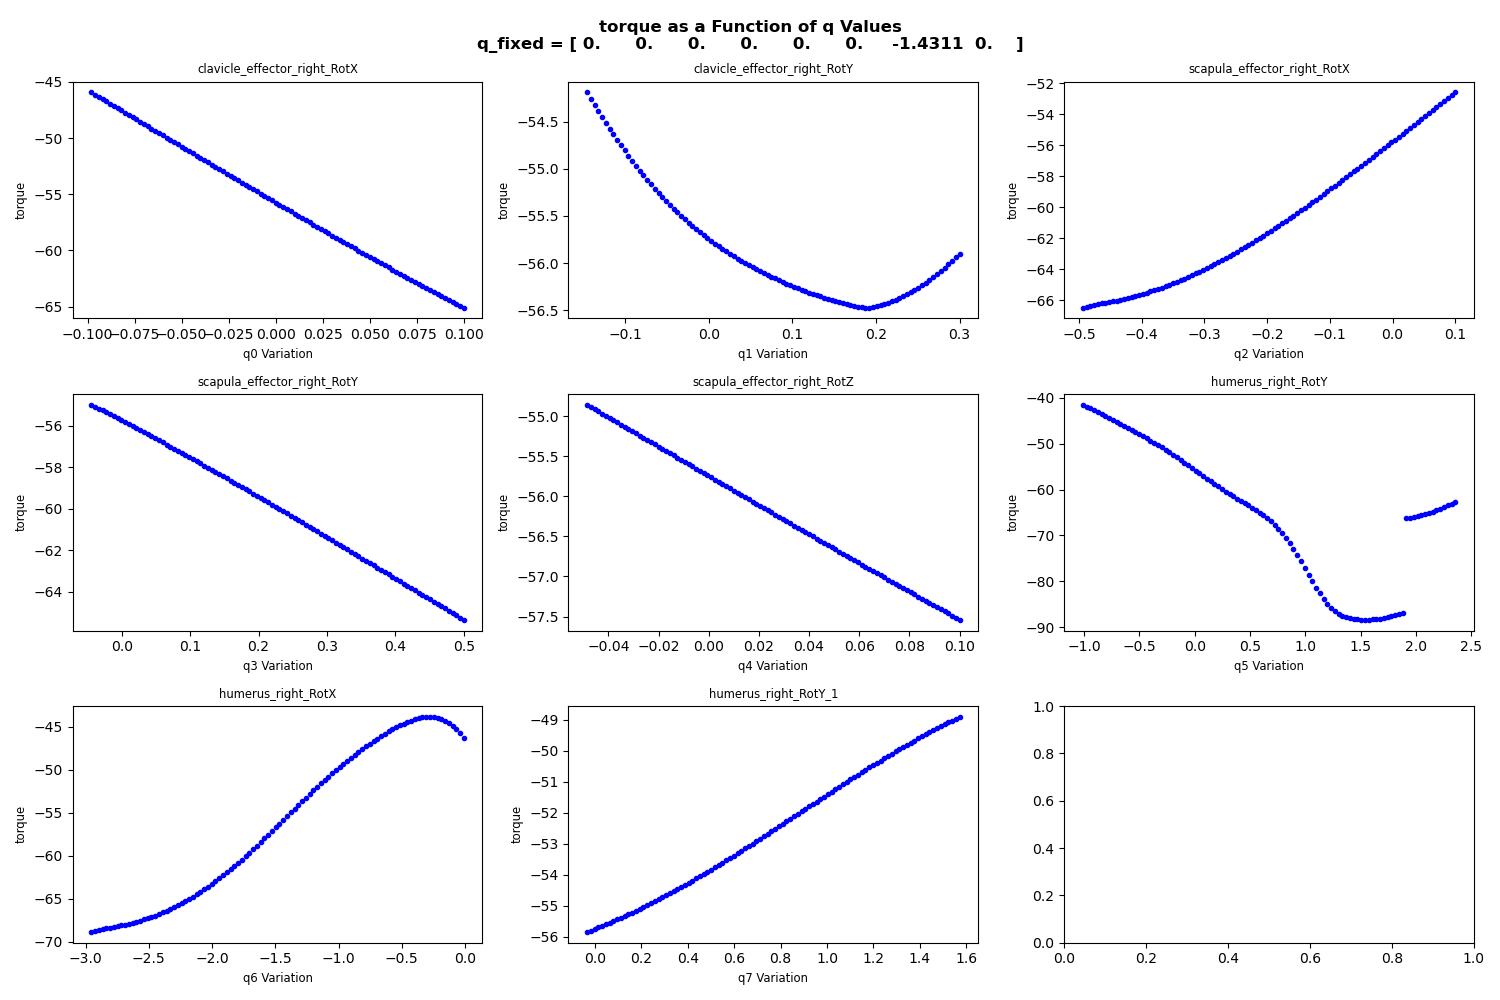 torque as a Function of q Values
q_fixed = [ 0. 0. 0. 0. 0. 0. -1.4311 0. ]
clavicle_effector_right_RotX
−45
−50
−55
−60
−65
torque
−0.100 −0.075 −0.050 −0.025 0.000 0.025 0.050 0.075 0.100
q0 Variation
clavicle_effector_right_RotY
−54.5
−55.0
−55.5
−56.0
−56.5
torque
−0.1 0.0 0.1 0.2 0.3
q1 Variation
scapula_effector_right_RotX
−52
−54
−56
−58
−60
−62
−64
−66
torque
−0.5 −0.4 −0.3 −0.2 −0.1 0.0 0.1
q2 Variation
scapula_effector_right_RotY
−56
−58
−60
−62
−64
torque
0.0 0.1 0.2 0.3 0.4 0.5
q3 Variation
scapula_effector_right_RotZ
−55.0
−55.5
−56.0
−56.5
−57.0
−57.5
torque
−0.04 −0.02 0.00 0.02 0.04 0.06 0.08 0.10
q4 Variation
humerus_right_RotY
−40
−50
−60
−70
−80
−90
torque
−1.0 −0.5 0.0 0.5 1.0 1.5 2.0 2.5
q5 Variation
humerus_right_RotX
−45
−50
−55
−60
−65
−70
torque
−3.0 −2.5 −2.0 −1.5 −1.0 −0.5 0.0
q6 Variation
humerus_right_RotY_1
−49
−50
−51
−52
−53
−54
−55
−56
torque
0.0 0.2 0.4 0.6 0.8 1.0 1.2 1.4 1.6
q7 Variation
1.0
0.8
0.6
0.4
0.2
0.0
0.0 0.2 0.4 0.6 0.8 1.0